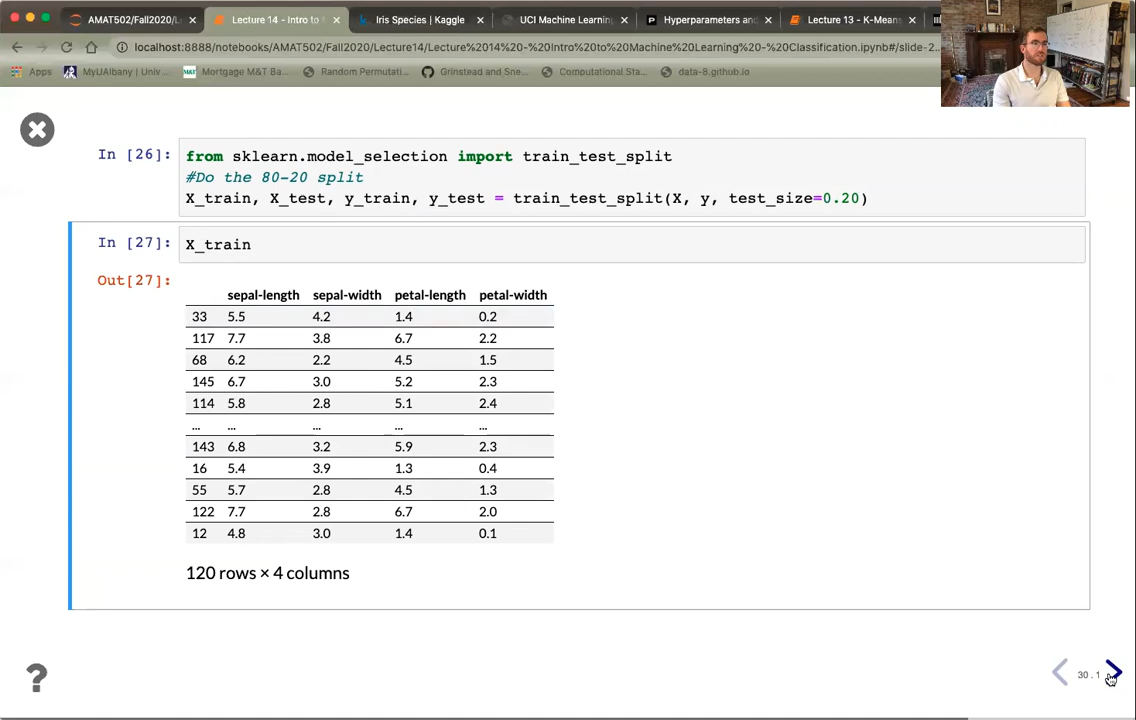 AMAT502/Fall2020/L
Lecture 14 - Intro to
Iris Species | Kaggle
UCI Machine Learning
Hyperparameters and
Lecture 13 - K-Means
localhost:8888/notebooks/AMAT502/Fall2020/Lecture14/Lecture%2014%20-%20Intro%20to%20Machine%20Learning%20-%20Classification.ipynb#/slide-2...
Apps
MyUAlbany | Univ...
Mortgage M&T Ba...
Random Permutati...
Grinstead and Sne...
Computational Sta...
data-8.github.io
In [26]: from sklearn.model_selection import train_test_split
#Do the 80-20 split
X_train, X_test, y_train, y_test = train_test_split(X, y, test_size=0.20)
In [27]: X_train
Out[27]:
sepal-length sepal-width petal-length petal-width
33 5.5 4.2 1.4 0.2
117 7.7 3.8 6.7 2.2
68 6.2 2.2 4.5 1.5
145 6.7 3.0 5.2 2.3
114 5.8 2.8 5.1 2.4
... ... ... ... ...
143 6.8 3.2 5.9 2.3
16 5.4 3.9 1.3 0.4
55 5.7 2.8 4.5 1.3
122 7.7 2.8 6.7 2.0
12 4.8 3.0 1.4 0.1
120 rows × 4 columns
?
30 . 1